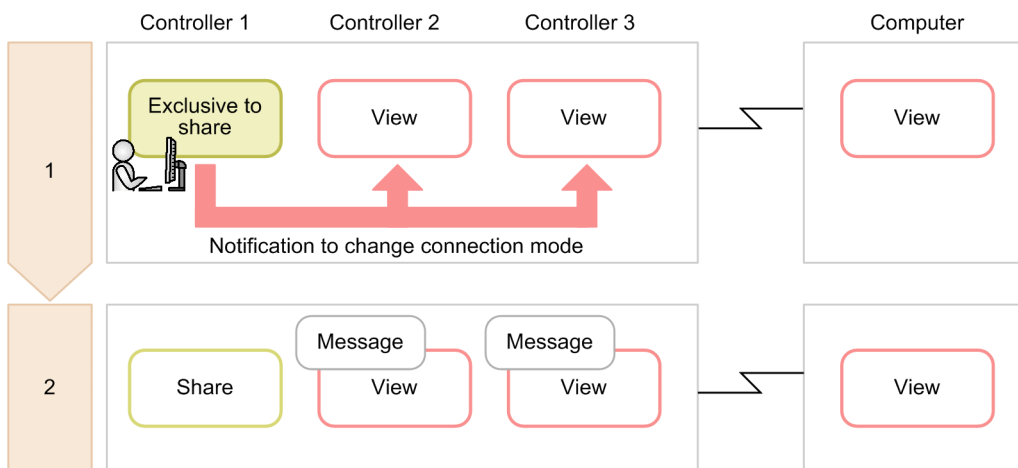 Controller 1
Controller 2
Controller 3
Computer
1
Exclusive to
share
View
View
View
Notification to change connection mode
2
Message
Message
Share
View
View
View